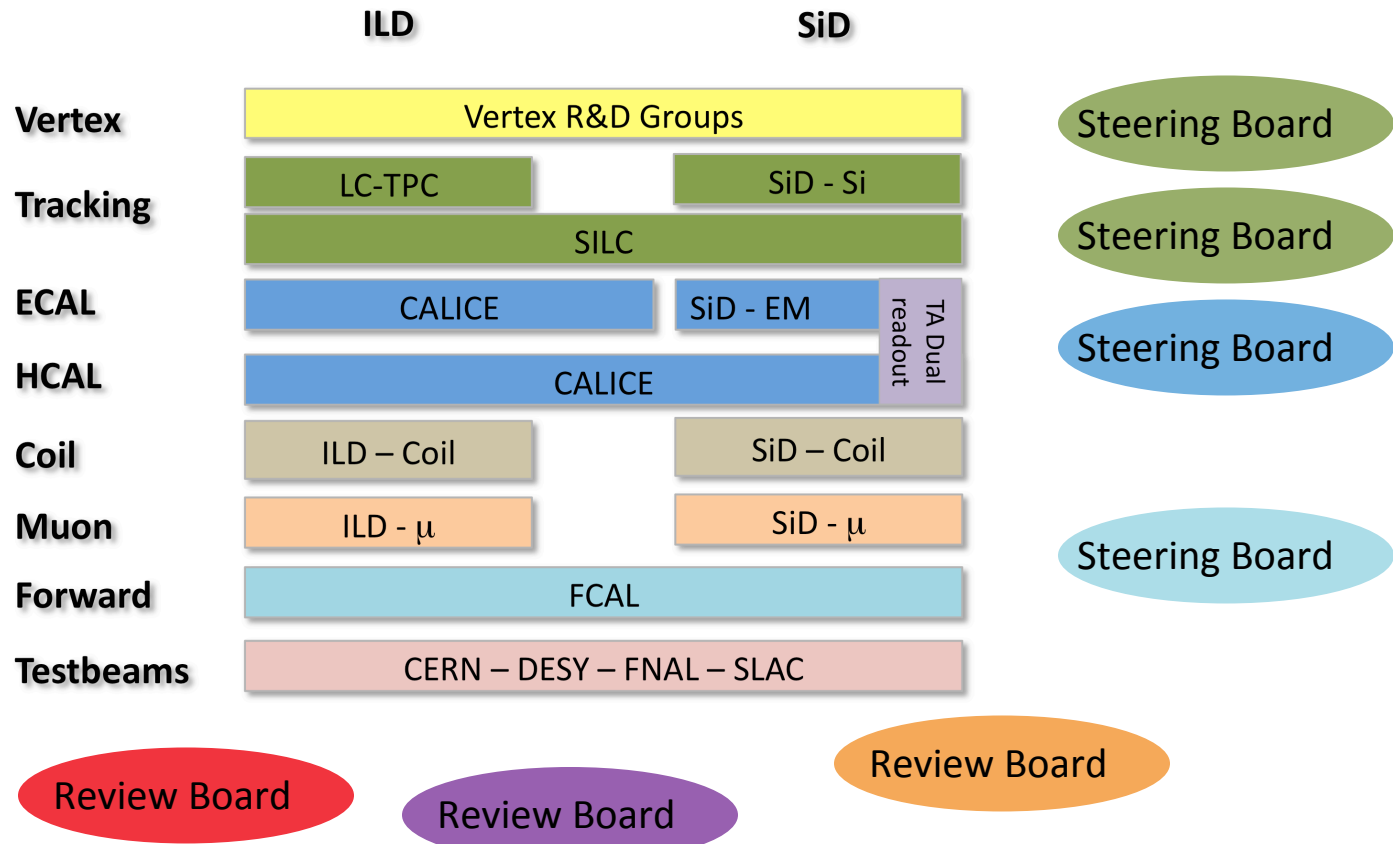 ILD SiD
Vertex Vertex R&D Groups Steering Board
Tracking LC-TPC SiD - Si
SILC Steering Board
ECAL CALICE SiD - EM TA Dual
readout
Steering Board
HCAL CALICE
Coil ILD – Coil SiD – Coil
Muon ILD - μ SiD - μ
Steering Board
Forward FCAL
Testbeams CERN – DESY – FNAL – SLAC
Review Board
Review Board
Review Board